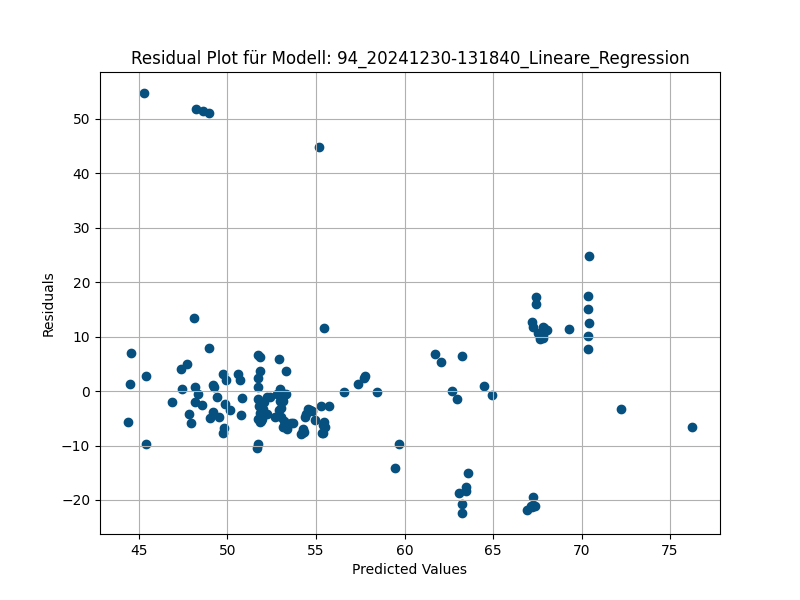 Residual Plot für Modell: 94_20241230-131840_Lineare_Regression
Residuals
50
40
30
20
10
0
−10
−20
45 50 55 60 65 70 75
Predicted Values